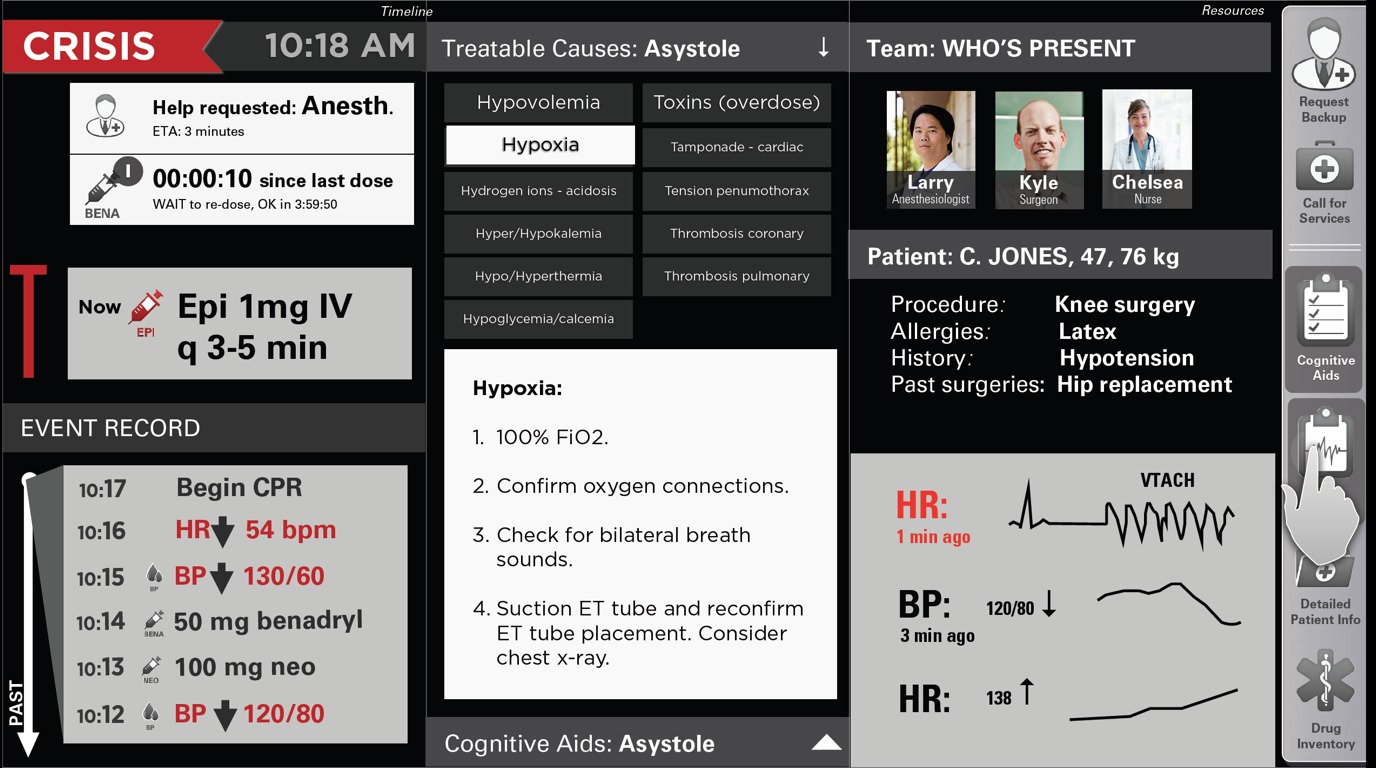 Timeline
CRISIS 10:18 AM
Help requested: Anesth.
ETA: 3 minutes
I
BENA
00:00:10 since last dose
WAIT to re-dose, OK in 3:59:50
Now
EPI
Epi 1mg IV
q 3-5 min
EVENT RECORD
PAST
10:17 Begin CPR
10:16 HR 54 bpm
10:15 BP BP 130/60
10:14 BENA 50 mg benadryl
10:13 NEO 100 mg neo
10:12 BP BP 120/80
Treatable Causes: Asystole ↓
Hypovolemia
Toxins (overdose)
Hypoxia
Tamponade - cardiac
Hydrogen ions - acidosis
Tension penumothorax
Hyper/Hypokalemia
Thrombosis coronary
Hypo/Hyperthermia
Thrombosis pulmonary
Hypoglycemia/calcemia
Hypoxia:
1. 100% FiO2.
2. Confirm oxygen connections.
3. Check for bilateral breath
sounds.
4. Suction ET tube and reconfirm
ET tube placement. Consider
chest x-ray.
Cognitive Aids: Asystole
Resources
Team: WHO'S PRESENT
Larry
Anesthesiologist
Kyle
Surgeon
Chelsea
Nurse
Patient: C. JONES, 47, 76 kg
Procedure: Knee surgery
Allergies: Latex
History: Hypotension
Past surgeries: Hip replacement
HR:
1 min ago
VTACH
BP: 120/80 ↓
3 min ago
HR: 138 ↑
Request
Backup
Call for
Services
Cognitive
Aids
Detailed
Patient Info
Drug
Inventory